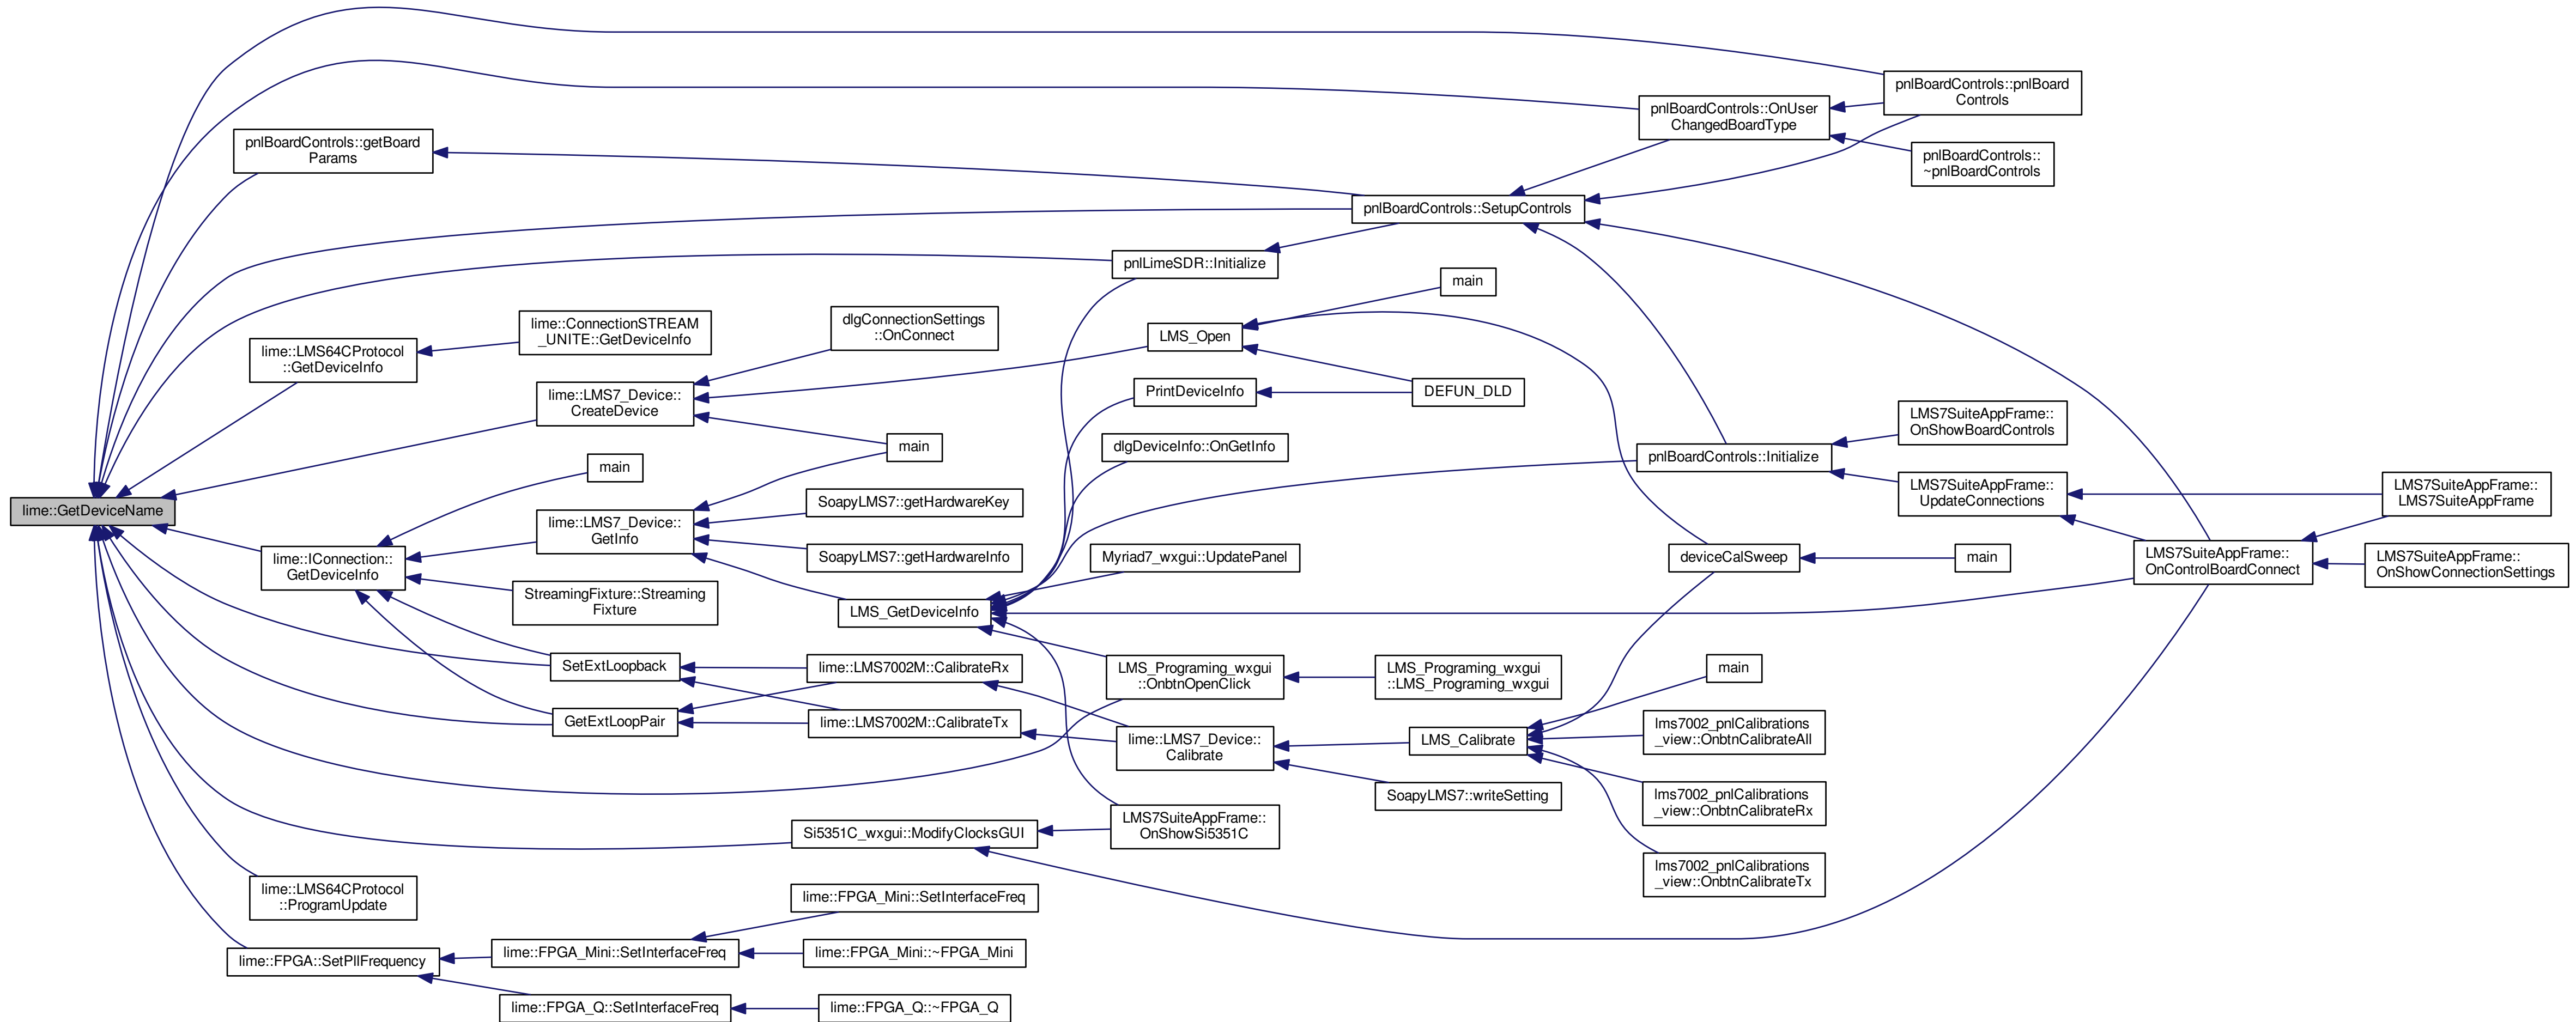 pnlBoardControls::pnlBoard
Controls
pnlBoardControls::OnUser
ChangedBoardType
pnlBoardControls::getBoard
Params
pnlBoardControls::
~pnlBoardControls
pnlBoardControls::SetupControls
pnlLimeSDR::Initialize
main
lime::ConnectionSTREAM
_UNITE::GetDeviceInfo
dlgConnectionSettings
::OnConnect
LMS_Open
lime::LMS64CProtocol
::GetDeviceInfo
PrintDeviceInfo
DEFUN_DLD
lime::LMS7_Device::
CreateDevice
LMS7SuiteAppFrame::
OnShowBoardControls
main
dlgDeviceInfo::OnGetInfo
pnlBoardControls::Initialize
main
LMS7SuiteAppFrame::
UpdateConnections
LMS7SuiteAppFrame::
LMS7SuiteAppFrame
lime::GetDeviceName
SoapyLMS7::getHardwareKey
lime::LMS7_Device::
GetInfo
SoapyLMS7::getHardwareInfo
Myriad7_wxgui::UpdatePanel
deviceCalSweep
main
LMS7SuiteAppFrame::
OnControlBoardConnect
LMS7SuiteAppFrame::
OnShowConnectionSettings
lime::IConnection::
GetDeviceInfo
StreamingFixture::Streaming
Fixture
LMS_GetDeviceInfo
SetExtLoopback
lime::LMS7002M::CalibrateRx
LMS_Programing_wxgui
::OnbtnOpenClick
LMS_Programing_wxgui
::LMS_Programing_wxgui
main
GetExtLoopPair
lime::LMS7002M::CalibrateTx
lime::LMS7_Device::
Calibrate
LMS_Calibrate
lms7002_pnlCalibrations
_view::OnbtnCalibrateAll
SoapyLMS7::writeSetting
lms7002_pnlCalibrations
_view::OnbtnCalibrateRx
Si5351C_wxgui::ModifyClocksGUI
LMS7SuiteAppFrame::
OnShowSi5351C
lms7002_pnlCalibrations
_view::OnbtnCalibrateTx
lime::LMS64CProtocol
::ProgramUpdate
lime::FPGA_Mini::SetInterfaceFreq
lime::FPGA::SetPllFrequency
lime::FPGA_Mini::SetInterfaceFreq
lime::FPGA_Mini::~FPGA_Mini
lime::FPGA_Q::SetInterfaceFreq
lime::FPGA_Q::~FPGA_Q